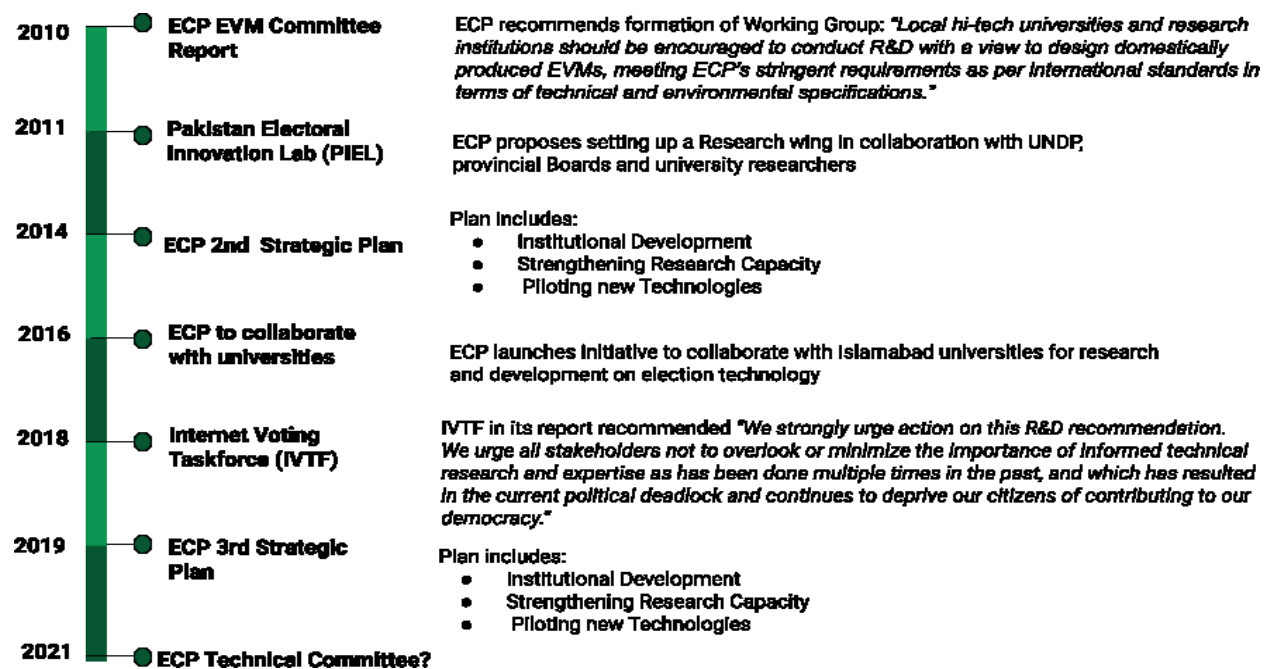 2010
ECP EVM Committee
Report
ECP recommends formation of Working Group: "Local hi-tech universities and research
institutions should be encouraged to conduct R&D with a view to design domestically
produced EVMs, meeting ECP's stringent requirements as per international standards in
terms of technical and environmental specifications."
2011
Pakistan Electoral
Innovation Lab (PIEL)
ECP proposes setting up a Research wing in collaboration with UNDP,
provincial Boards and university researchers
2014
ECP 2nd Strategic Plan
Plan includes:
● Institutional Development
● Strengthening Research Capacity
● Piloting new Technologies
2016
ECP to collaborate
with universities
ECP launches initiative to collaborate with Islamabad universities for research
and development on election technology
2018
Internet Voting
Taskforce (IVTF)
IVTF in its report recommended "We strongly urge action on this R&D recommendation.
We urge all stakeholders not to overlook or minimize the importance of informed technical
research and expertise as has been done multiple times in the past, and which has resulted
in the current political deadlock and continues to deprive our citizens of contributing to our
democracy."
2019
ECP 3rd Strategic
Plan
Plan includes:
● Institutional Development
● Strengthening Research Capacity
● Piloting new Technologies
2021
ECP Technical Committee?